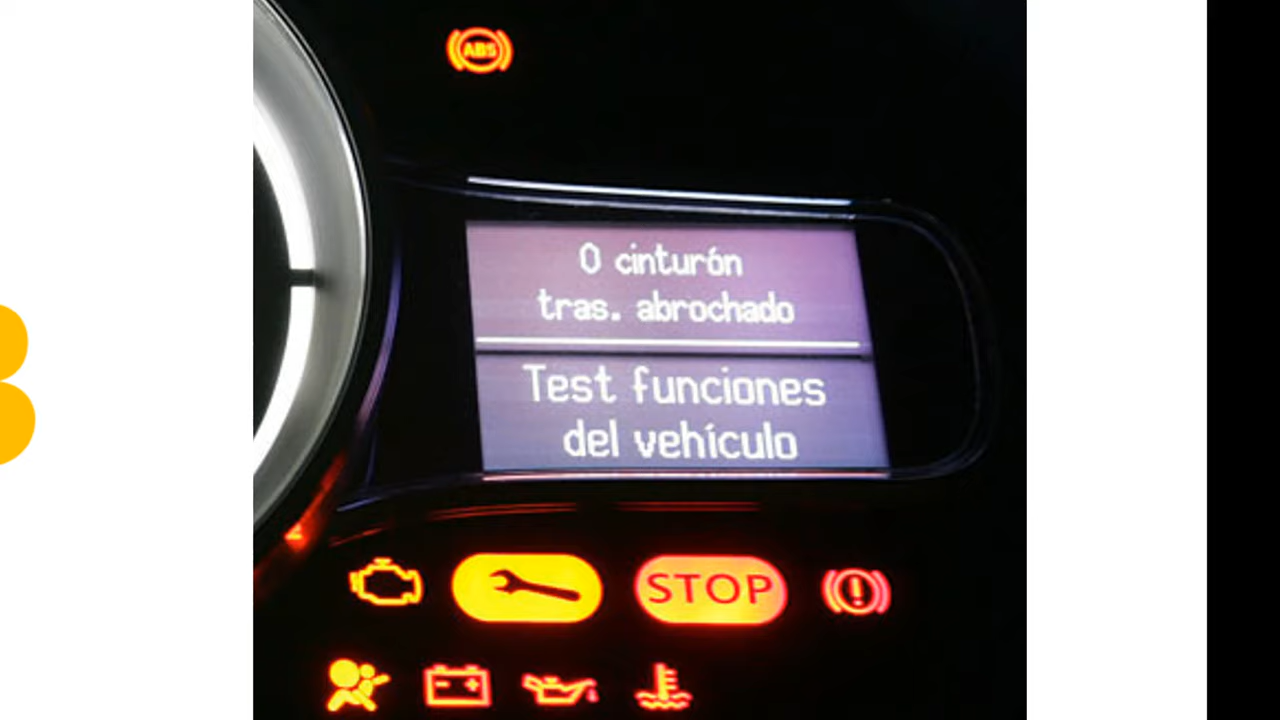 ABS
0 cinturón
tras. abrochado
Test funciones
del vehículo
STOP